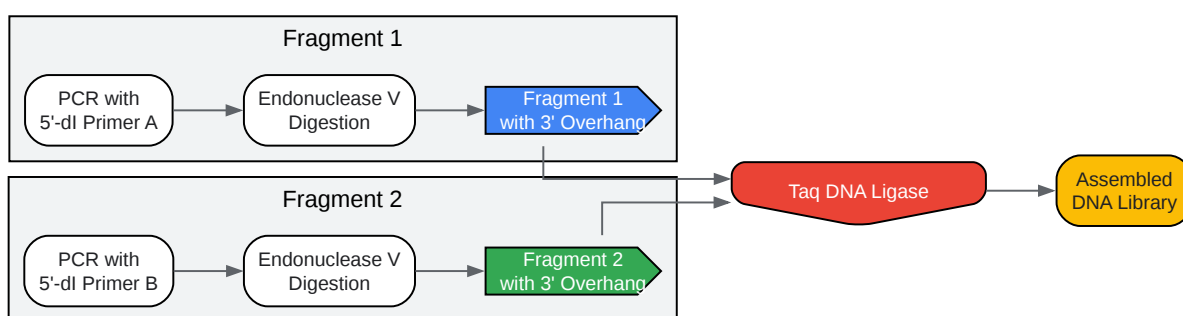 Fragment 1
PCR with
5'-dI Primer A
Endonuclease V
Digestion
Fragment 1
with 3' Overhang
Fragment 2
PCR with
5'-dI Primer B
Endonuclease V
Digestion
Fragment 2
with 3' Overhang
Taq DNA Ligase
Assembled
DNA Library